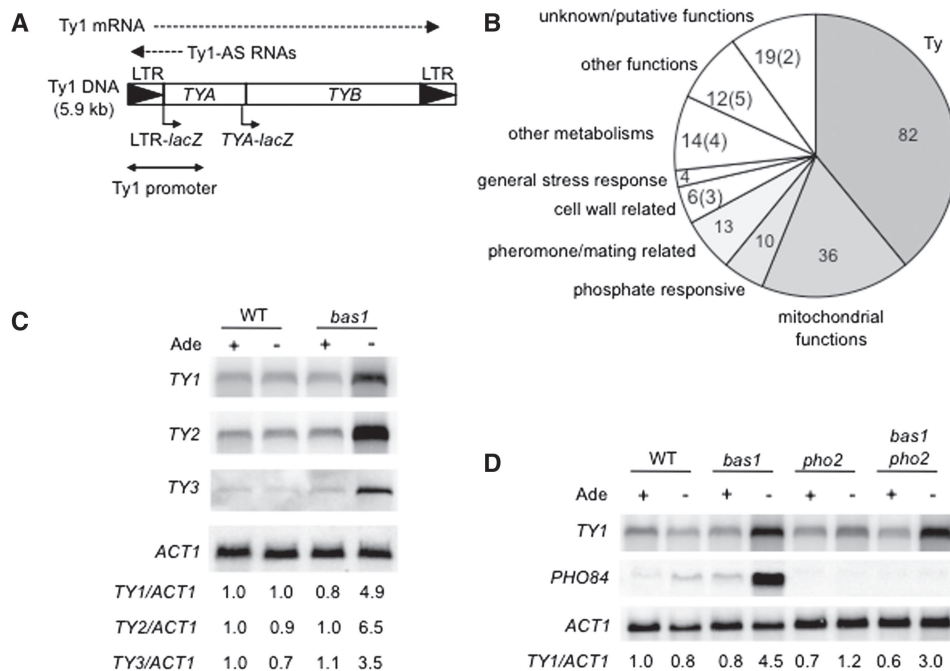 A
Ty1 mRNA
Ty1-AS RNAs
LTR
LTR
Ty1 DNA
(5.9 kb)
TYA
TYB
LTR-lacZ
TYA-lacZ
Ty1 promoter
B
unknown/putative functions
other functions
other metabolisms
general stress response
cell wall related
pheromone/mating related
phosphate responsive
mitochondrial
functions
Ty
19(2)
12(5)
14(4)
4
6(3)
13
10
36
82
C
WT bas1
Ade + - + -
TY1
TY2
TY3
ACT1
TY1/ACT1 1.0 1.0 0.8 4.9
TY2/ACT1 1.0 0.9 1.0 6.5
TY3/ACT1 1.0 0.7 1.1 3.5
D
bas1
WT bas1 pho2 pho2
Ade + - + - + - + -
TY1
PHO84
ACT1
TY1/ACT1 1.0 0.8 0.8 4.5 0.7 1.2 0.6 3.0